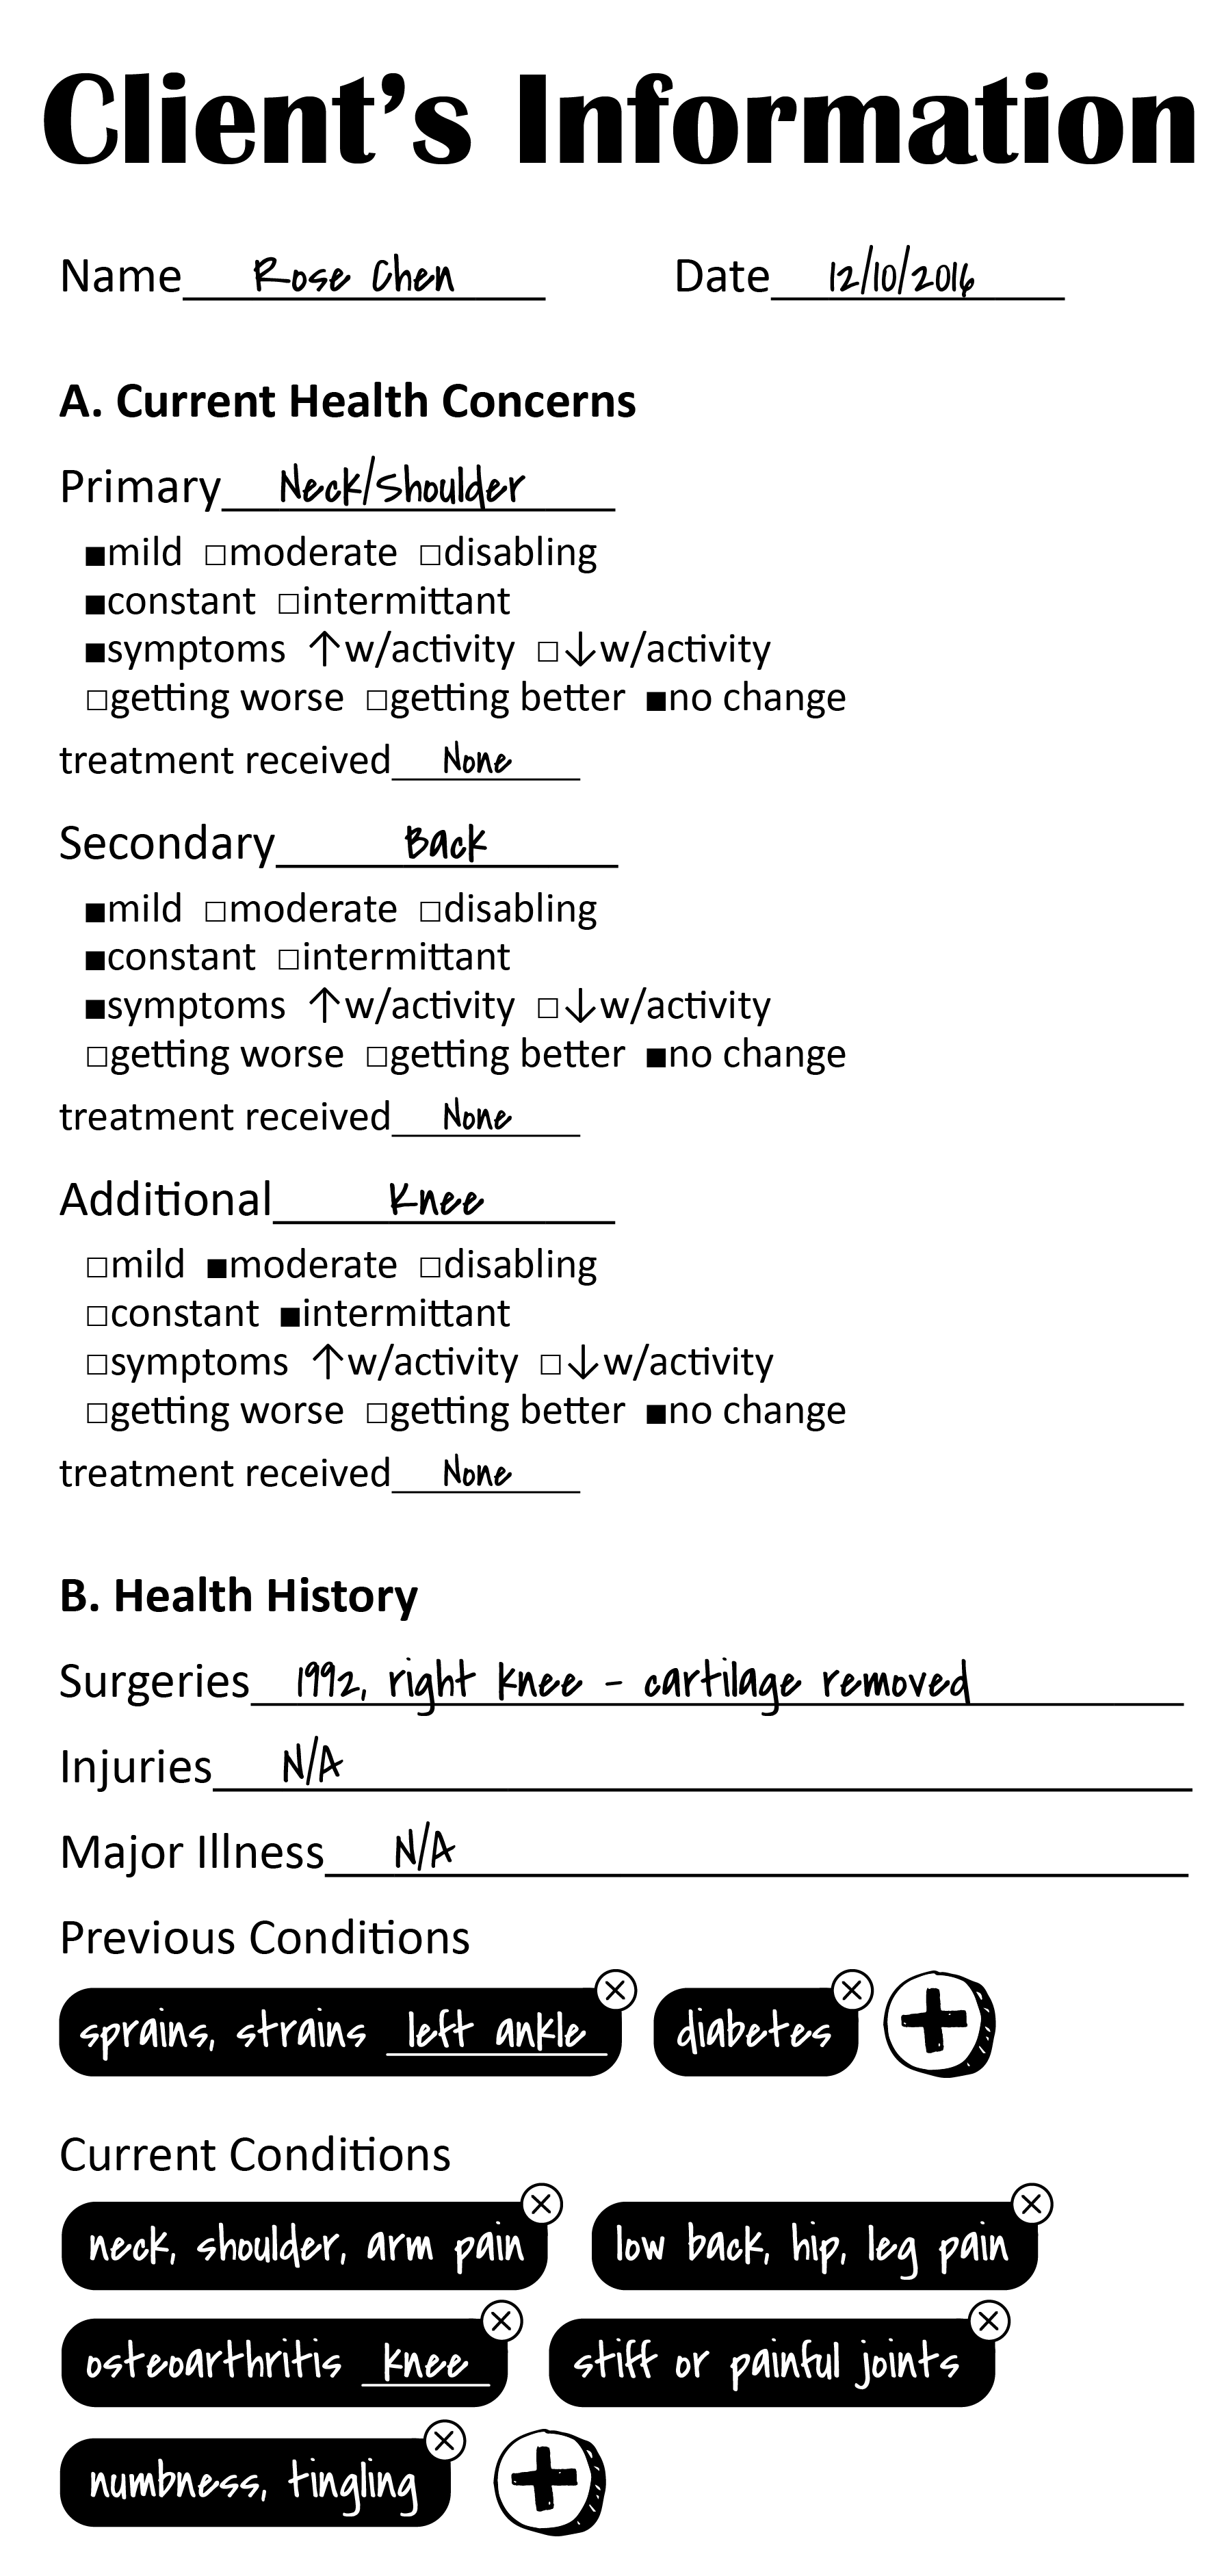 Client's Information
Name Rose Chen Date 12/10/2016
A. Current Health Concerns
Primary Neck/Shoulder
■mild □moderate □disabling
■constant □intermittant
■symptoms ↑w/activity □↓w/activity
□getting worse □getting better ■no change
treatment received None
Secondary Back
■mild □moderate □disabling
■constant □intermittant
■symptoms ↑w/activity □↓w/activity
□getting worse □getting better ■no change
treatment received None
Additional Knee
□mild ■moderate □disabling
□constant ■intermittant
□symptoms ↑w/activity □↓w/activity
□getting worse □getting better ■no change
treatment received None
B. Health History
Surgeries 1992, right knee - cartilage removed
Injuries N/A
Major Illness N/A
Previous Conditions
sprains, strains left ankle diabetes
Current Conditions
neck, shoulder, arm pain low back, hip, leg pain
osteoarthritis knee stiff or painful joints
numbness, tingling